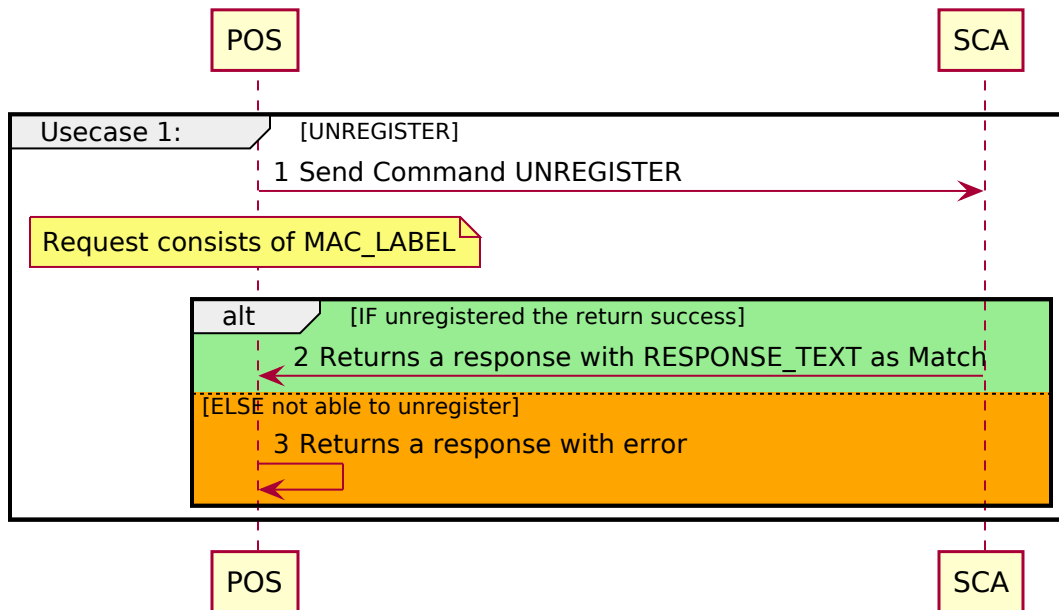 POS
SCA
Usecase 1:
[UNREGISTER]
1 Send Command UNREGISTER
Request consists of MAC_LABEL
alt
[IF unregistered the return success]
2 Returns a response with RESPONSE_TEXT as Match
[ELSE not able to unregister]
3 Returns a response with error
POS
SCA